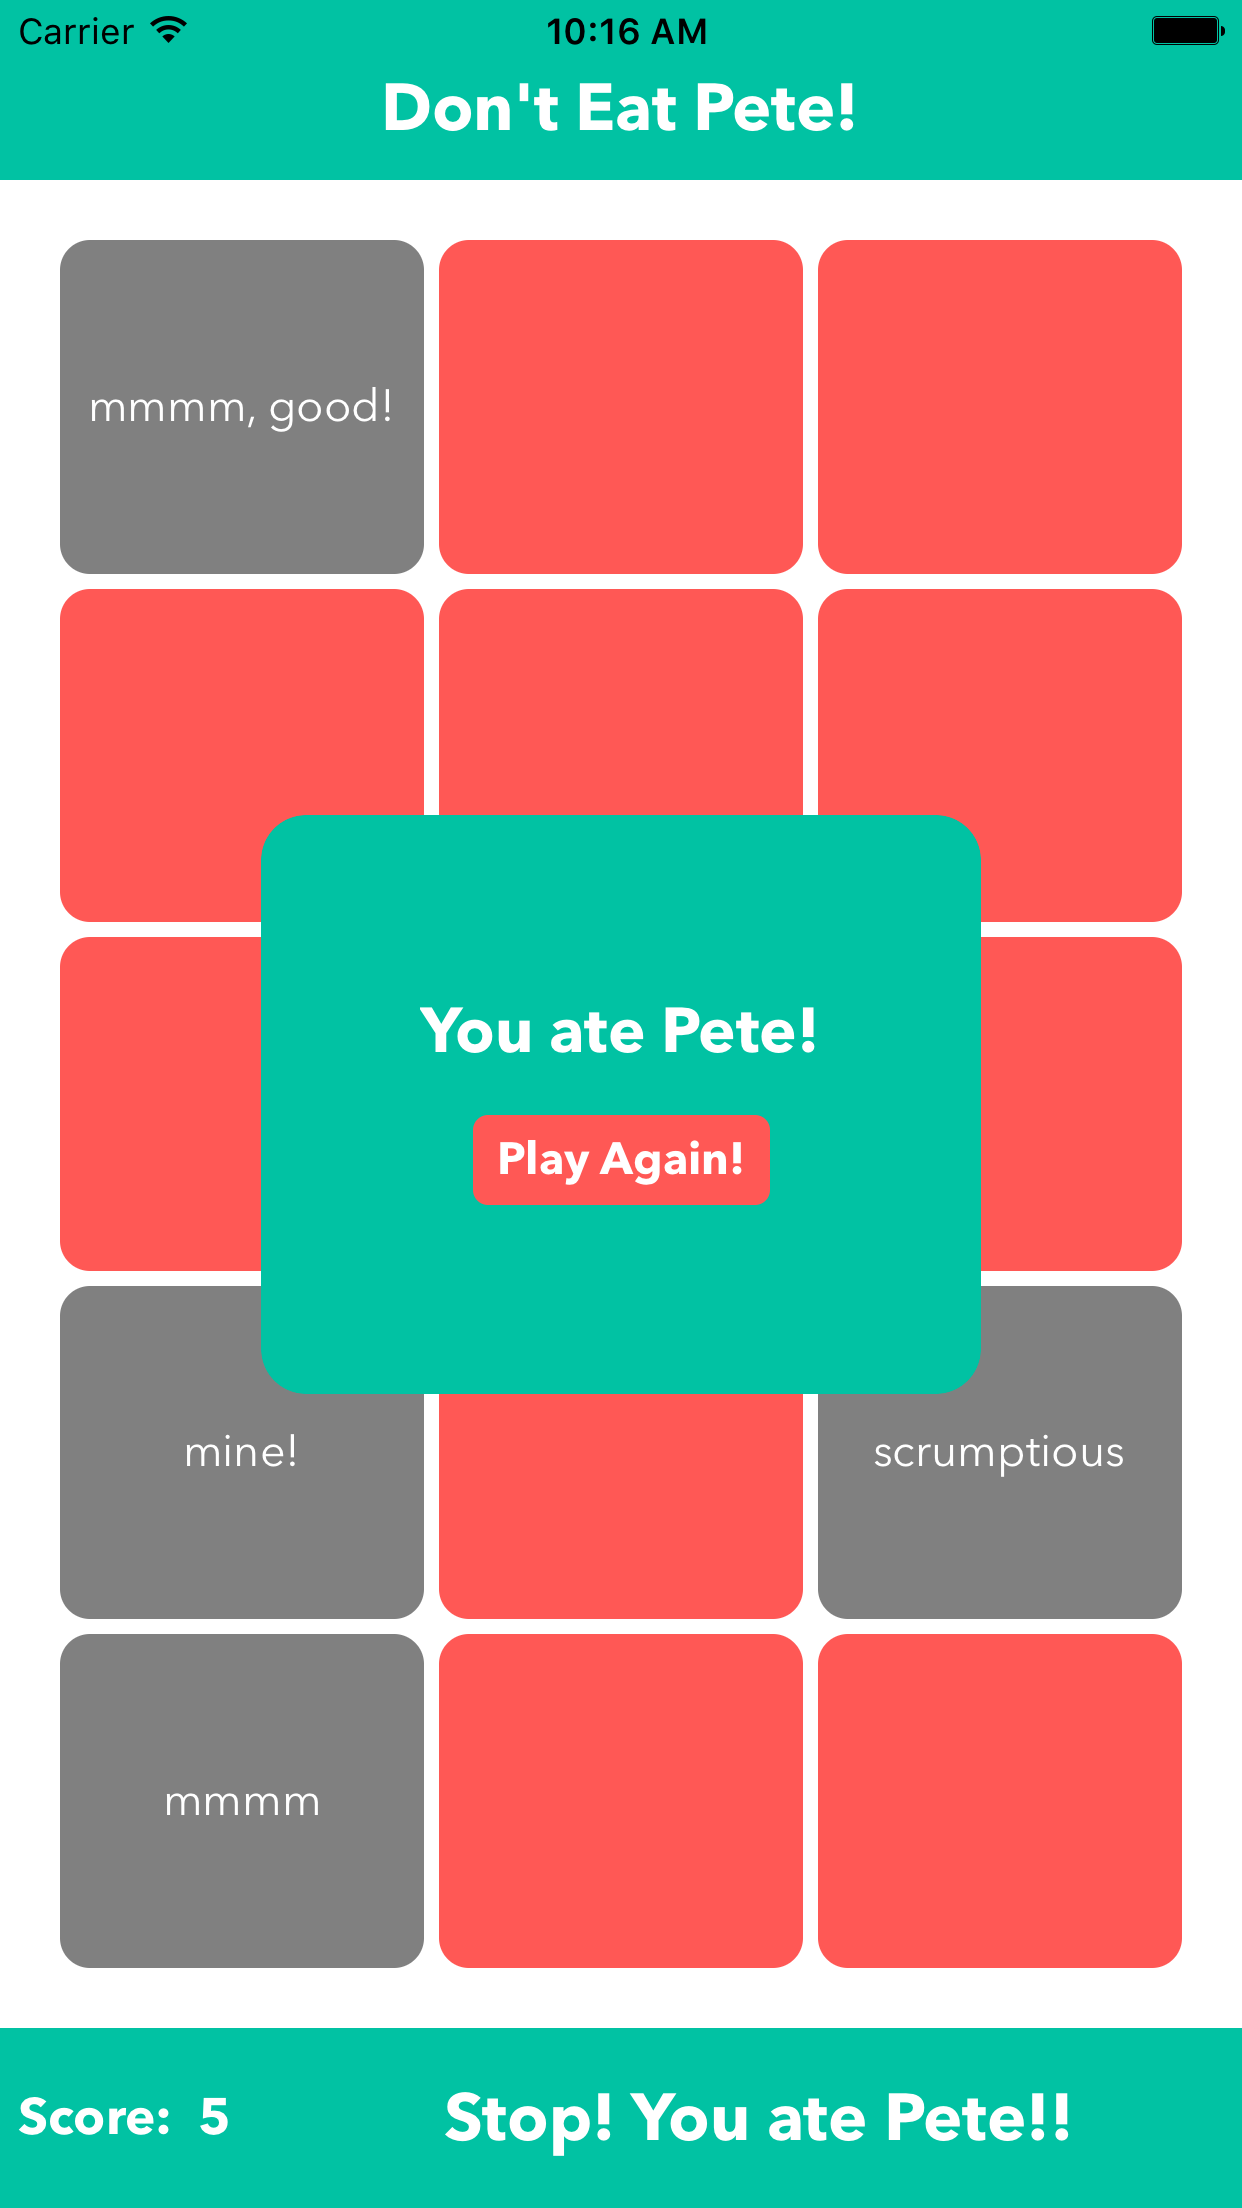 Carrier 10:16 AM
Don't Eat Pete!
mmmm, good!
You ate Pete!
Play Again!
mine!
scrumptious
mmmm
Score: 5
Stop! You ate Pete!!